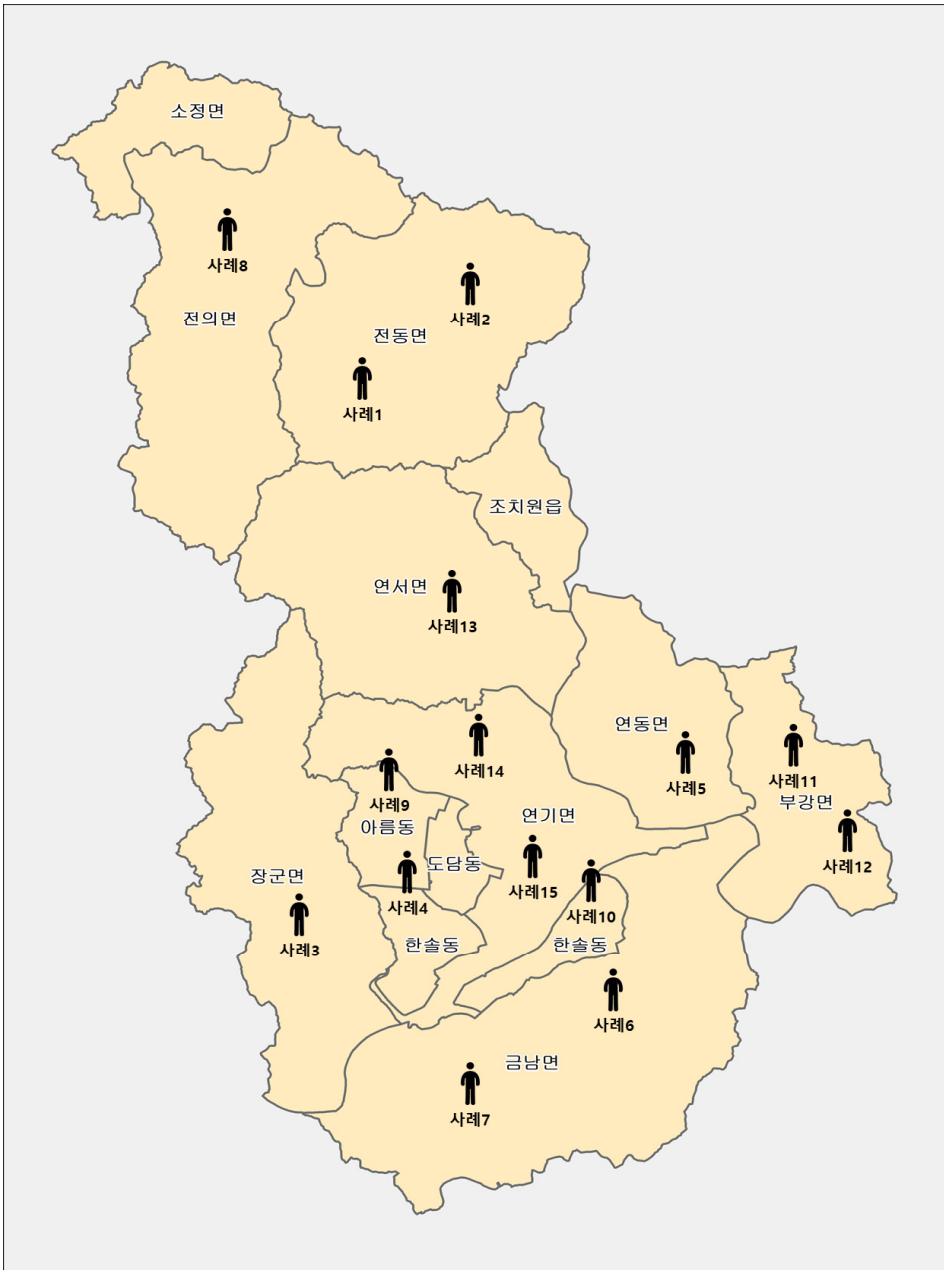 소정면
사례8
사례2
전의면
전동면
사례1
조치원읍
연서면
사례13
연동면
사례14
사례11
사례5
사례9
부강면
연기면
아름동
도담동
사례12
장군면
사례15
사례4
사례10
한솔동
한솔동
사례3
사례6
금남면
사례7